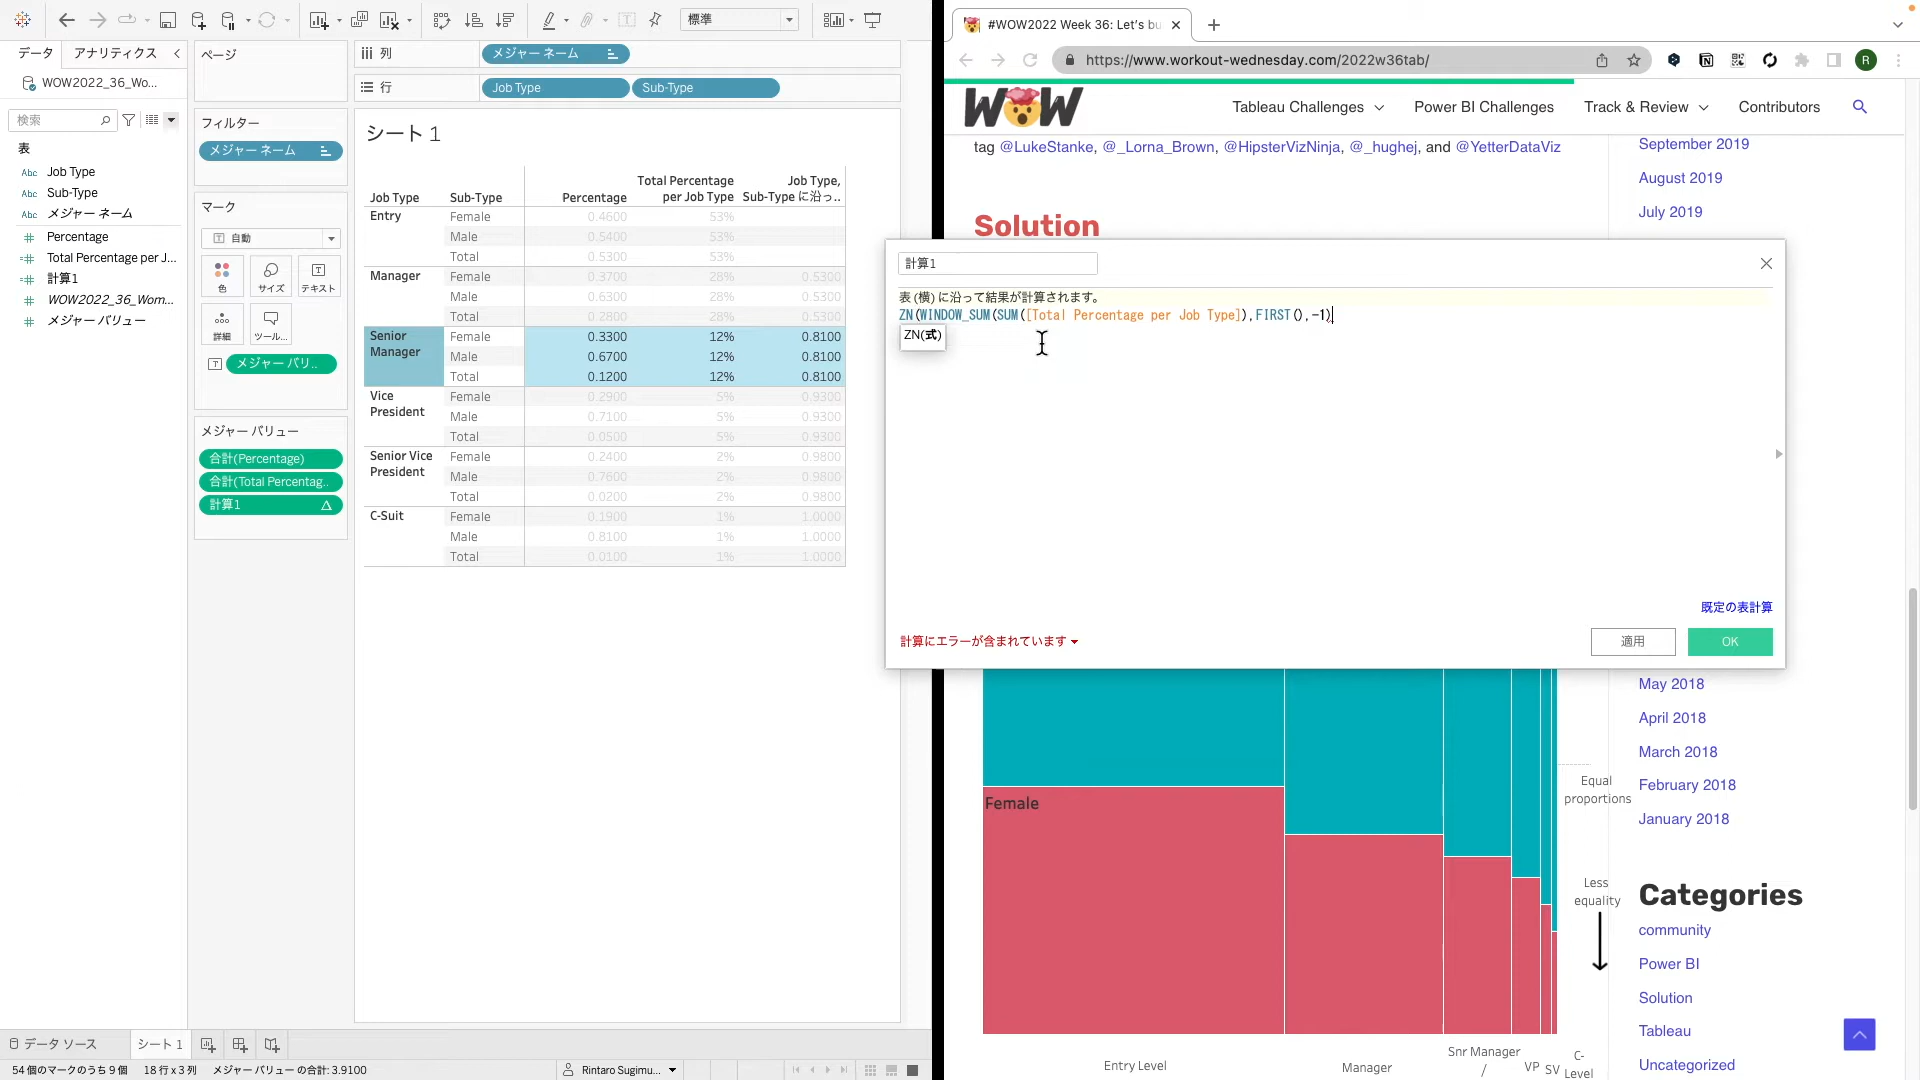 データ
アナリティクス
WOW2022_36_Wo...
検索
表
Abc Job Type
Abc Sub-Type
Abc メジャー ネーム
Percentage
Total Percentage per J...
計算1
WOW2022_36_Wom...
メジャー バリュー
ページ
フィルター
メジャー ネーム
マーク
自動
色
サイズ
テキスト
詳細
ツール...
メジャー バリ..
メジャー バリュー
合計(Percentage)
合計(Total Percentag..
計算1
標準
列
メジャー ネーム
行
Job Type
Sub-Type
シート 1
Job Type Sub-Type Percentage Total Percentage per Job Type Job Type, Sub-Type に沿っ..
Entry Female 0.4600 53%
Male 0.5400 53%
Total 0.5300 53%
Manager Female 0.3700 28% 0.5300
Male 0.6300 28% 0.5300
Total 0.2800 28% 0.5300
Senior Manager Female 0.3300 12% 0.8100
Male 0.6700 12% 0.8100
Total 0.1200 12% 0.8100
Vice President Female 0.2900 5% 0.9300
Male 0.7100 5% 0.9300
Total 0.0500 5% 0.9300
Senior Vice President Female 0.2400 2% 0.9800
Male 0.7600 2% 0.9800
Total 0.0200 2% 0.9800
C-Suit Female 0.1900 1% 1.0000
Male 0.8100 1% 1.0000
Total 0.0100 1% 1.0000
データ ソース
シート 1
54 個のマークのうち 9 個
18 行 x 3 列
メジャー バリュー の合計: 3.9100
Rintaro Sugimu...
#WOW2022 Week 36: Let's bu
https://www.workout-wednesday.com/2022w36tab/
R
WOW
Tableau Challenges
Power BI Challenges
Track & Review
Contributors
tag @LukeStanke, @_Lorna_Brown, @HipsterVizNinja, @_hughej, and @YetterDataViz
Solution
September 2019
August 2019
July 2019
計算1
表 (横) に沿って結果が計算されます。
ZN(WINDOW_SUM(SUM([Total Percentage per Job Type]),FIRST(),-1)
ZN(式)
既定の表計算
計算にエラーが含まれています
適用
OK
Female
Equal
proportions
Less
equality
Entry Level
Manager
Snr Manager
/
VP
SV
C-
Level
May 2018
April 2018
March 2018
February 2018
January 2018
Categories
community
Power BI
Solution
Tableau
Uncategorized